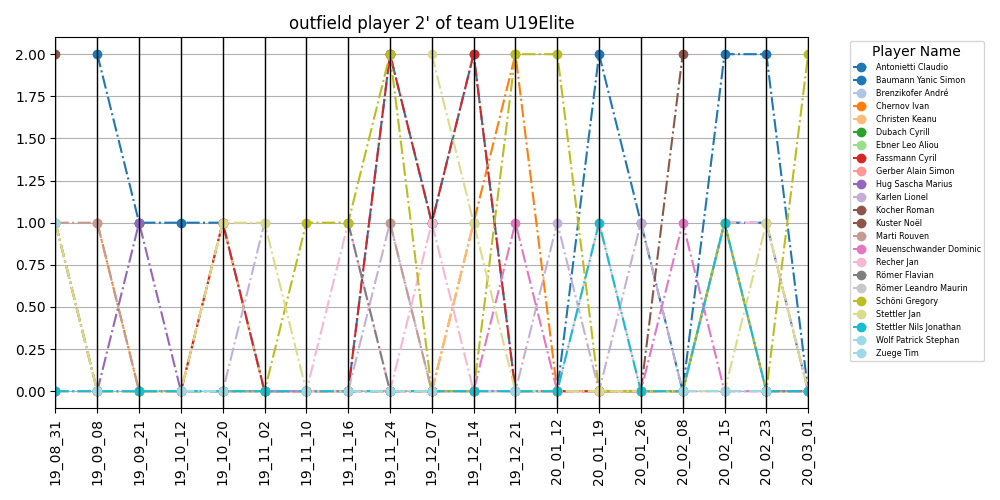 outfield player 2' of team U19Elite
2.00
1.75
1.50
1.25
1.00
0.75
0.50
0.25
0.00
19_08_31
19_09_08
19_09_21
19_10_12
19_10_20
19_11_02
19_11_10
19_11_16
19_11_24
19_12_07
19_12_14
19_12_21
20_01_12
20_01_19
20_01_26
20_02_08
20_02_15
20_02_23
20_03_01
Player Name
Antonietti Claudio
Baumann Yanic Simon
Brenzikofer André
Chernov Ivan
Christen Keanu
Dubach Cyrill
Ebner Leo Aliou
Fassmann Cyril
Gerber Alain Simon
Hug Sascha Marius
Karlen Lionel
Kocher Roman
Kuster Noël
Marti Rouven
Neuenschwander Dominic
Recher Jan
Römer Flavian
Römer Leandro Maurin
Schöni Gregory
Stettler Jan
Stettler Nils Jonathan
Wolf Patrick Stephan
Zuege Tim